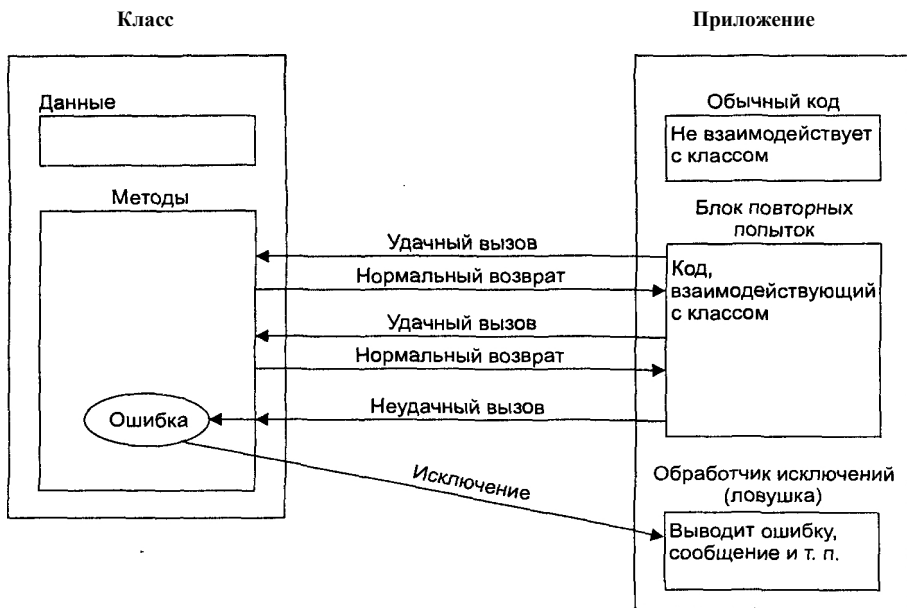 Класс
Приложение
Данные
Обычный код
Не взаимодействует
с классом
Методы
Блок повторных
попыток
Удачный вызов
Код,
взаимодействующий
с классом
Нормальный возврат
Удачный вызов
Нормальный возврат
Неудачный вызов
Ошибка
Исключение
Обработчик исключений
(ловушка)
Выводит ошибку,
сообщение и т. п.